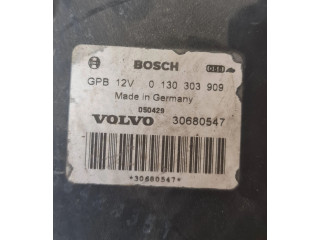 BOSCH
GPB 12V 0 130 303 909
Made in Germany
050429
VOLVO 30680547
*30680547*